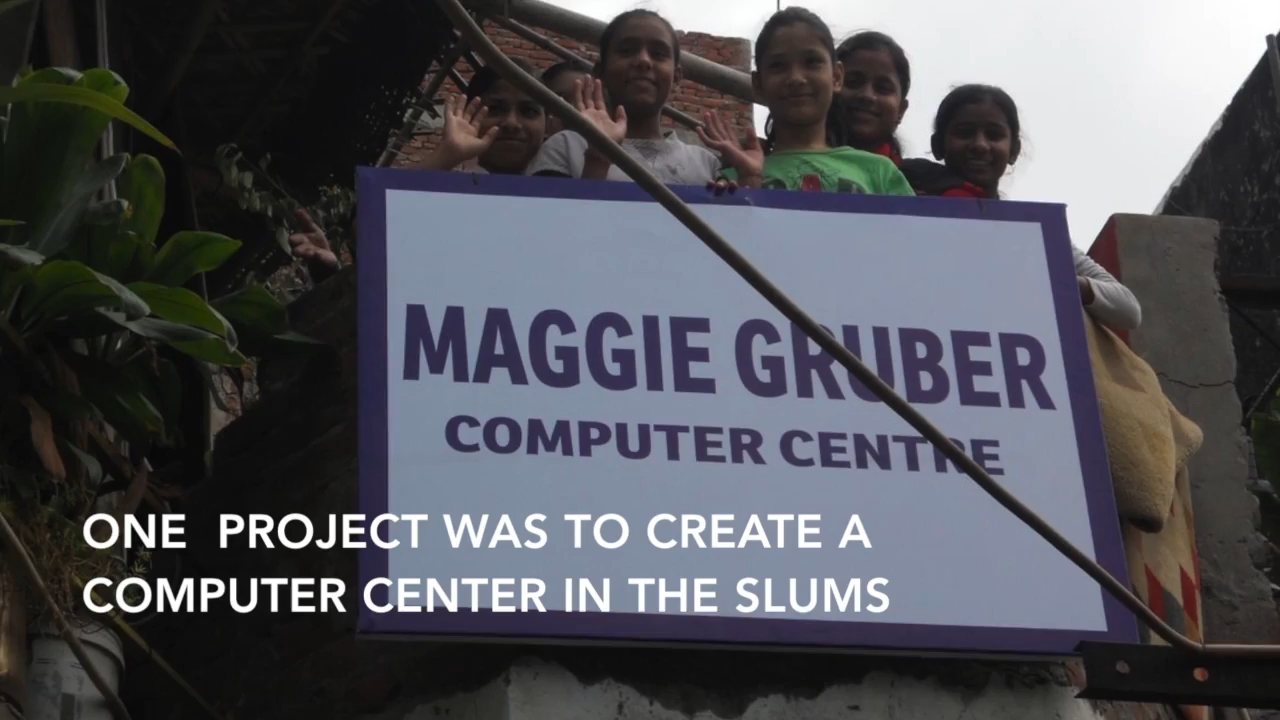 MAGGIE GRUBER
COMPUTER CENTRE
ONE PROJECT WAS TO CREATE A
COMPUTER CENTER IN THE SLUMS